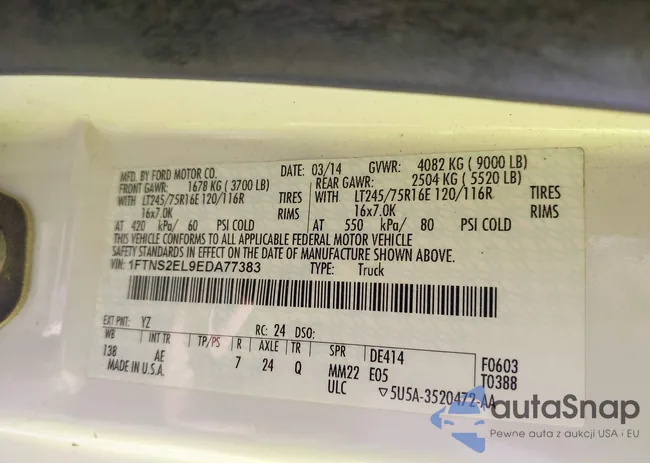 MFD. BY FORD MOTOR CO. DATE: 03/14 GVWR: 4082 KG ( 9000 LB)
FRONT GAWR: 1678 KG ( 3700 LB) REAR GAWR: 2504 KG ( 5520 LB)
WITH LT245/75R16E 120/116R TIRES WITH LT245/75R16E 120/116R TIRES
16x7.0K RIMS 16x7.0K RIMS
AT 420 kPa/ 60 PSI COLD AT 550 kPa/ 80 PSI COLD
THIS VEHICLE CONFORMS TO ALL APPLICABLE FEDERAL MOTOR VEHICLE
SAFETY STANDARDS IN EFFECT ON THE DATE OF MANUFACTURE SHOWN ABOVE.
VIN: 1FTNS2EL9EDA77383 TYPE: Truck
EXT PNT: YZ RC: 24 DSO:
WB INT TR TP/PS R AXLE TR SPR DE414 F0603
138 AE 7 24 Q MM22 E05 T0388
MADE IN U.S.A. ULC ▽5U5A-3520472-AA
autaSnap
Pewne auta z aukcji USA i EU